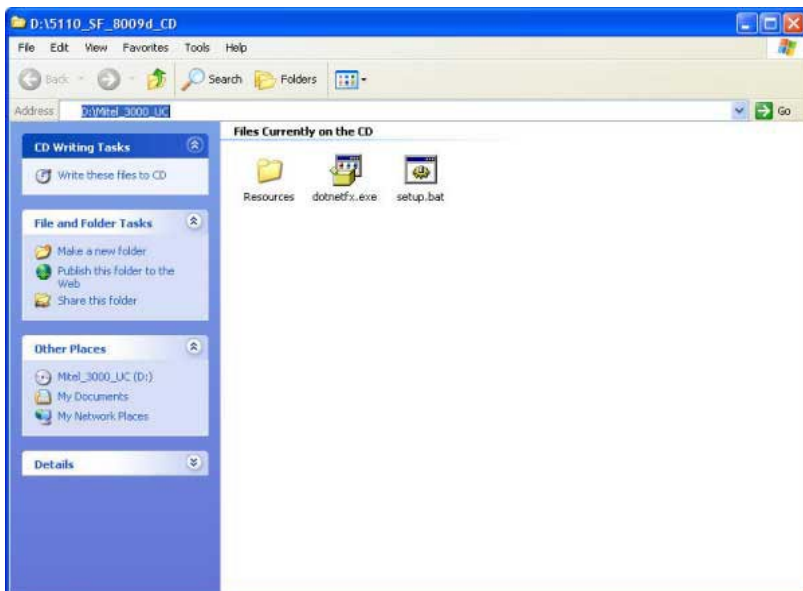 D:\5110_SF_8009d_CD
File Edit View Favorites Tools Help
Back Search Folders
Address D:\Mitel_3000_UC Go
Files Currently on the CD
CD Writing Tasks
Write these files to CD
Resources dotnetfx.exe setup.bat
File and Folder Tasks
Make a new folder
Publish this folder to the
Web
Share this folder
Other Places
Mitel_3000_UC (D:)
My Documents
My Network Places
Details